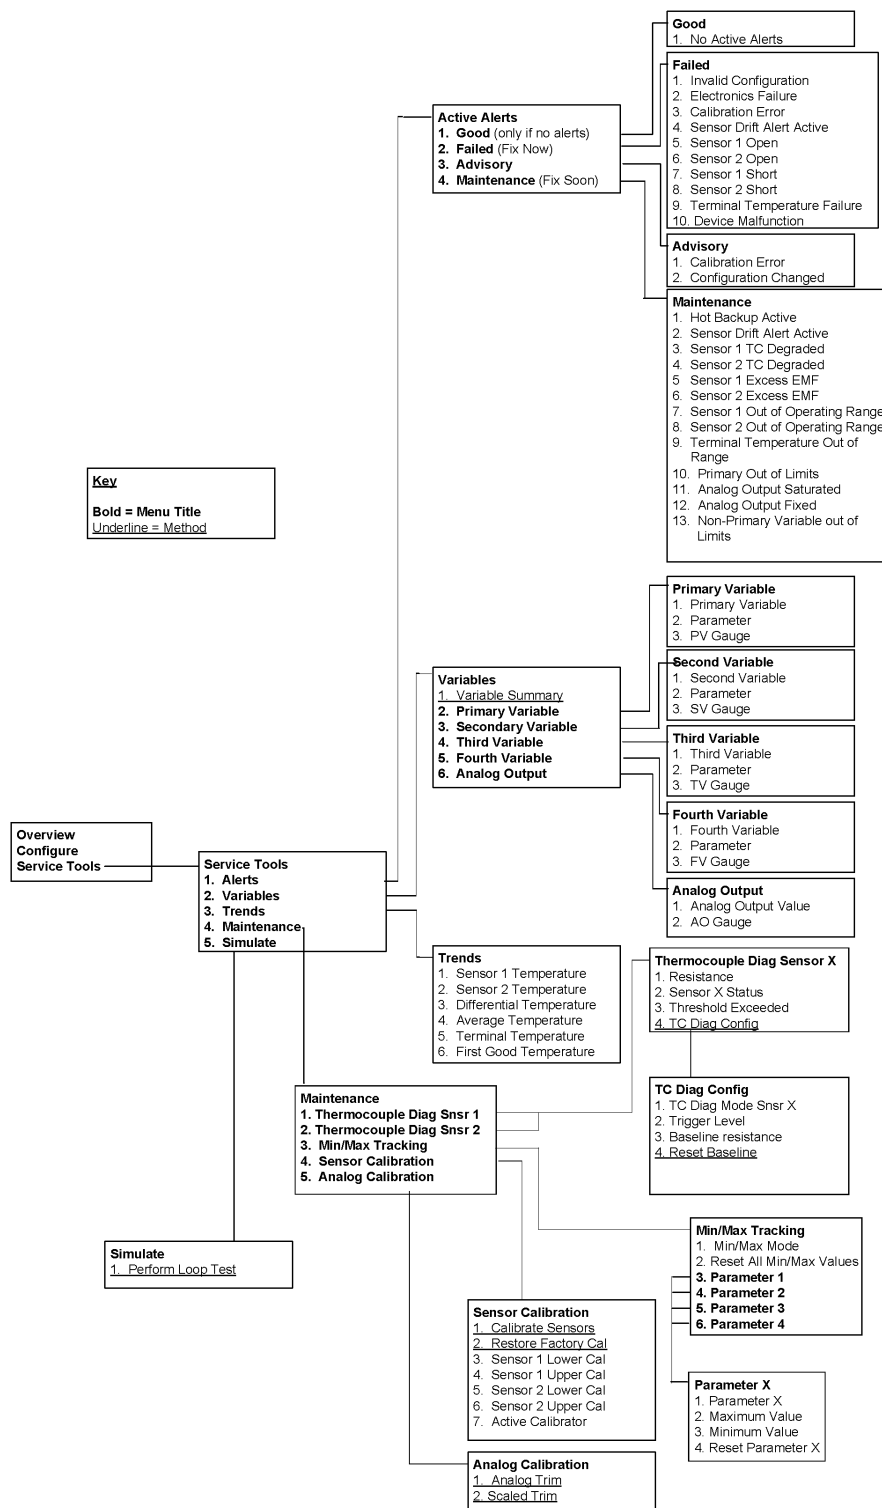 Good
1. No Active Alerts
Failed
1. Invalid Configuration
2. Electronics Failure
3. Calibration Error
4. Sensor Drift Alert Active
5. Sensor 1 Open
6. Sensor 2 Open
7. Sensor 1 Short
8. Sensor 2 Short
9. Terminal Temperature Failure
10. Device Malfunction
Active Alerts
1. Good (only if no alerts)
2. Failed (Fix Now)
3. Advisory
4. Maintenance (Fix Soon)
Advisory
1. Calibration Error
2. Configuration Changed
Maintenance
1. Hot Backup Active
2. Sensor Drift Alert Active
3. Sensor 1 TC Degraded
4. Sensor 2 TC Degraded
5 Sensor 1 Excess EMF
6. Sensor 2 Excess EMF
7. Sensor 1 Out of Operating Range
8. Sensor 2 Out of Operating Range
9. Terminal Temperature Out of
Range
10. Primary Out of Limits
11. Analog Output Saturated
12. Analog Output Fixed
13. Non-Primary Variable out of
Limits
Key
Bold = Menu Title
Underline = Method
Primary Variable
1. Primary Variable
2. Parameter
3. PV Gauge
Second Variable
1. Second Variable
2. Parameter
3. SV Gauge
Variables
1. Variable Summary
2. Primary Variable
3. Secondary Variable
4. Third Variable
5. Fourth Variable
6. Analog Output
Third Variable
1. Third Variable
2. Parameter
3. TV Gauge
Fourth Variable
1. Fourth Variable
2. Parameter
3. FV Gauge
Analog Output
1. Analog Output Value
2. AO Gauge
Overview
Configure
Service Tools
Service Tools
1. Alerts
2. Variables
3. Trends
4. Maintenance
5. Simulate
Trends
1. Sensor 1 Temperature
2. Sensor 2 Temperature
3. Differential Temperature
4. Average Temperature
5. Terminal Temperature
6. First Good Temperature
Thermocouple Diag Sensor X
1. Resistance
2. Sensor X Status
3. Threshold Exceeded
4. TC Diag Config
TC Diag Config
1. TC Diag Mode Snsr X
2. Trigger Level
3. Baseline resistance
4. Reset Baseline
Maintenance
1. Thermocouple Diag Snsr 1
2. Thermocouple Diag Snsr 2
3. Min/Max Tracking
4. Sensor Calibration
5. Analog Calibration
Min/Max Tracking
1. Min/Max Mode
2. Reset All Min/Max Values
3. Parameter 1
4. Parameter 2
5. Parameter 3
6. Parameter 4
Simulate
1. Perform Loop Test
Sensor Calibration
1. Calibrate Sensors
2. Restore Factory Cal
3. Sensor 1 Lower Cal
4. Sensor 1 Upper Cal
5. Sensor 2 Lower Cal
6. Sensor 2 Upper Cal
7. Active Calibrator
Parameter X
1. Parameter X
2. Maximum Value
3. Minimum Value
4. Reset Parameter X
Analog Calibration
1. Analog Trim
2. Scaled Trim